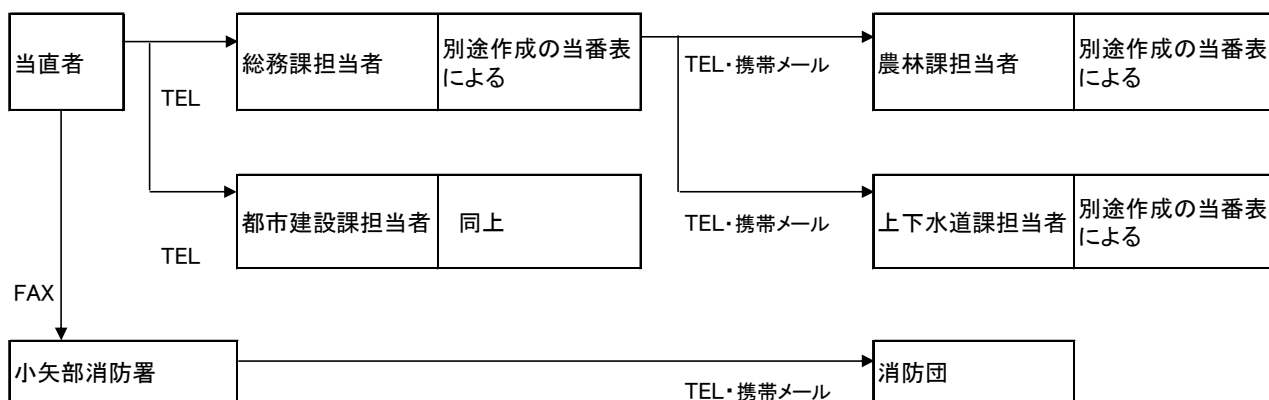 当直者
総務課担当者
別途作成の当番表
による
TEL・携帯メール
農林課担当者
別途作成の当番表
による
TEL
都市建設課担当者
同上
TEL・携帯メール
上下水道課担当者
別途作成の当番表
による
TEL
FAX
小矢部消防署
TEL・携帯メール
消防団